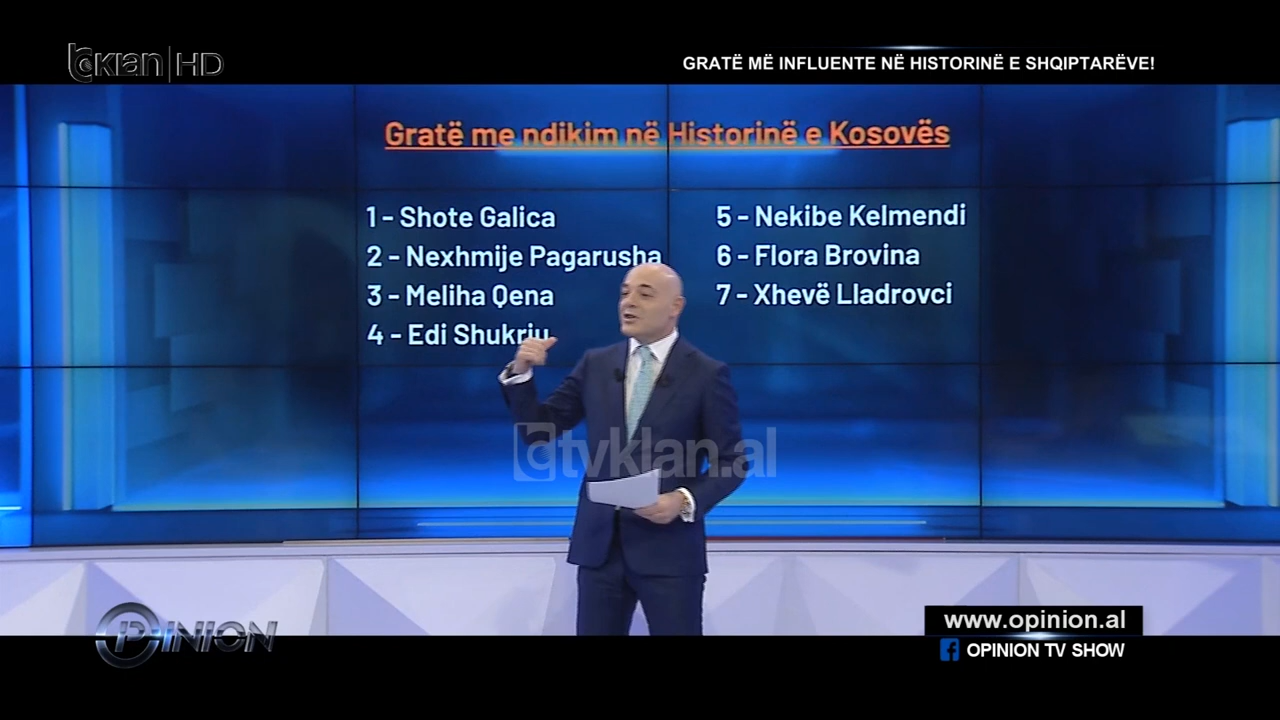 tvklan HD
GRATË MË INFLUENTE NË HISTORINË E SHQIPTARËVE!
Gratë me ndikim në Historinë e Kosovës
1 - Shote Galica
2 - Nexhmije Pagarusha
3 - Meliha Qena
4 - Edi Shukriu
5 - Nekibe Kelmendi
6 - Flora Brovina
7 - Xhevë Lladrovci
tvklan.al
OPINION
www.opinion.al
OPINION TV SHOW